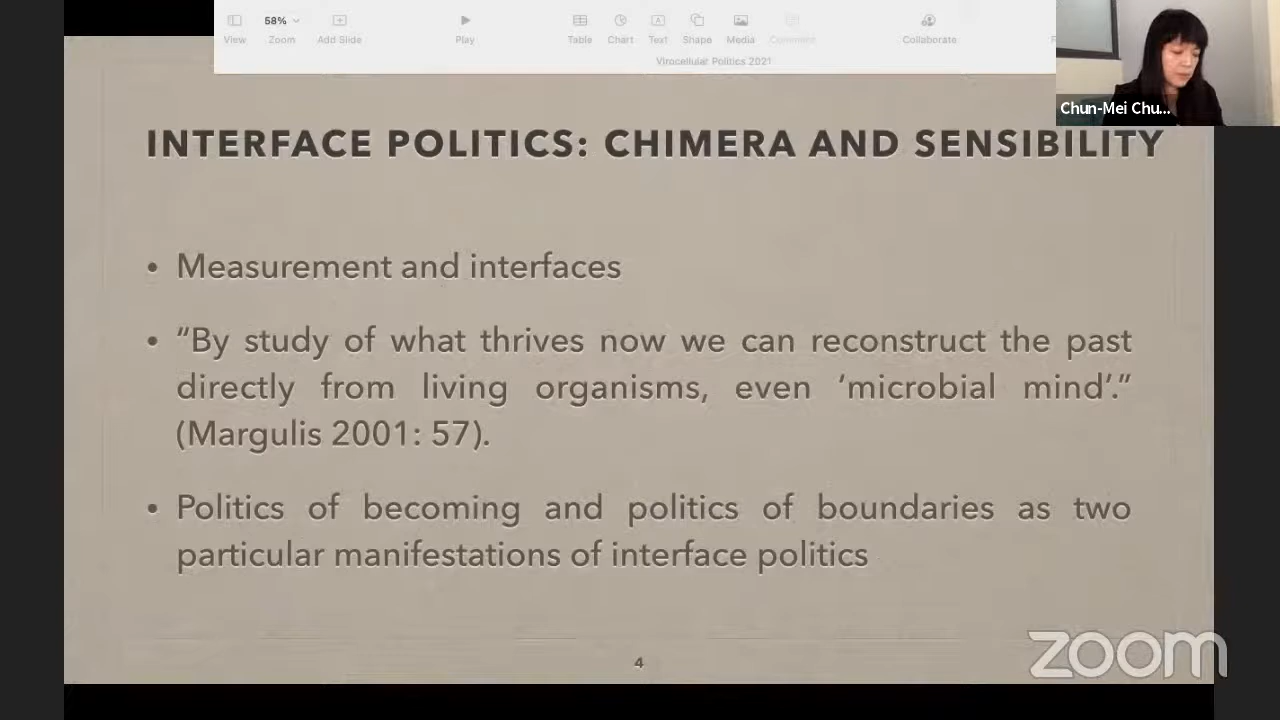 View
58%
Zoom
Add Slide
Play
Table
Chart
Text
Shape
Media
Comment
Collaborate
F
Virocellular Politics 2021
Chun-Mei Chu...
INTERFACE POLITICS: CHIMERA AND SENSIBILITY
• Measurement and interfaces
• “By study of what thrives now we can reconstruct the past
directly from living organisms, even ‘microbial mind’.”
(Margulis 2001: 57).
• Politics of becoming and politics of boundaries as two
particular manifestations of interface politics
4
zoom